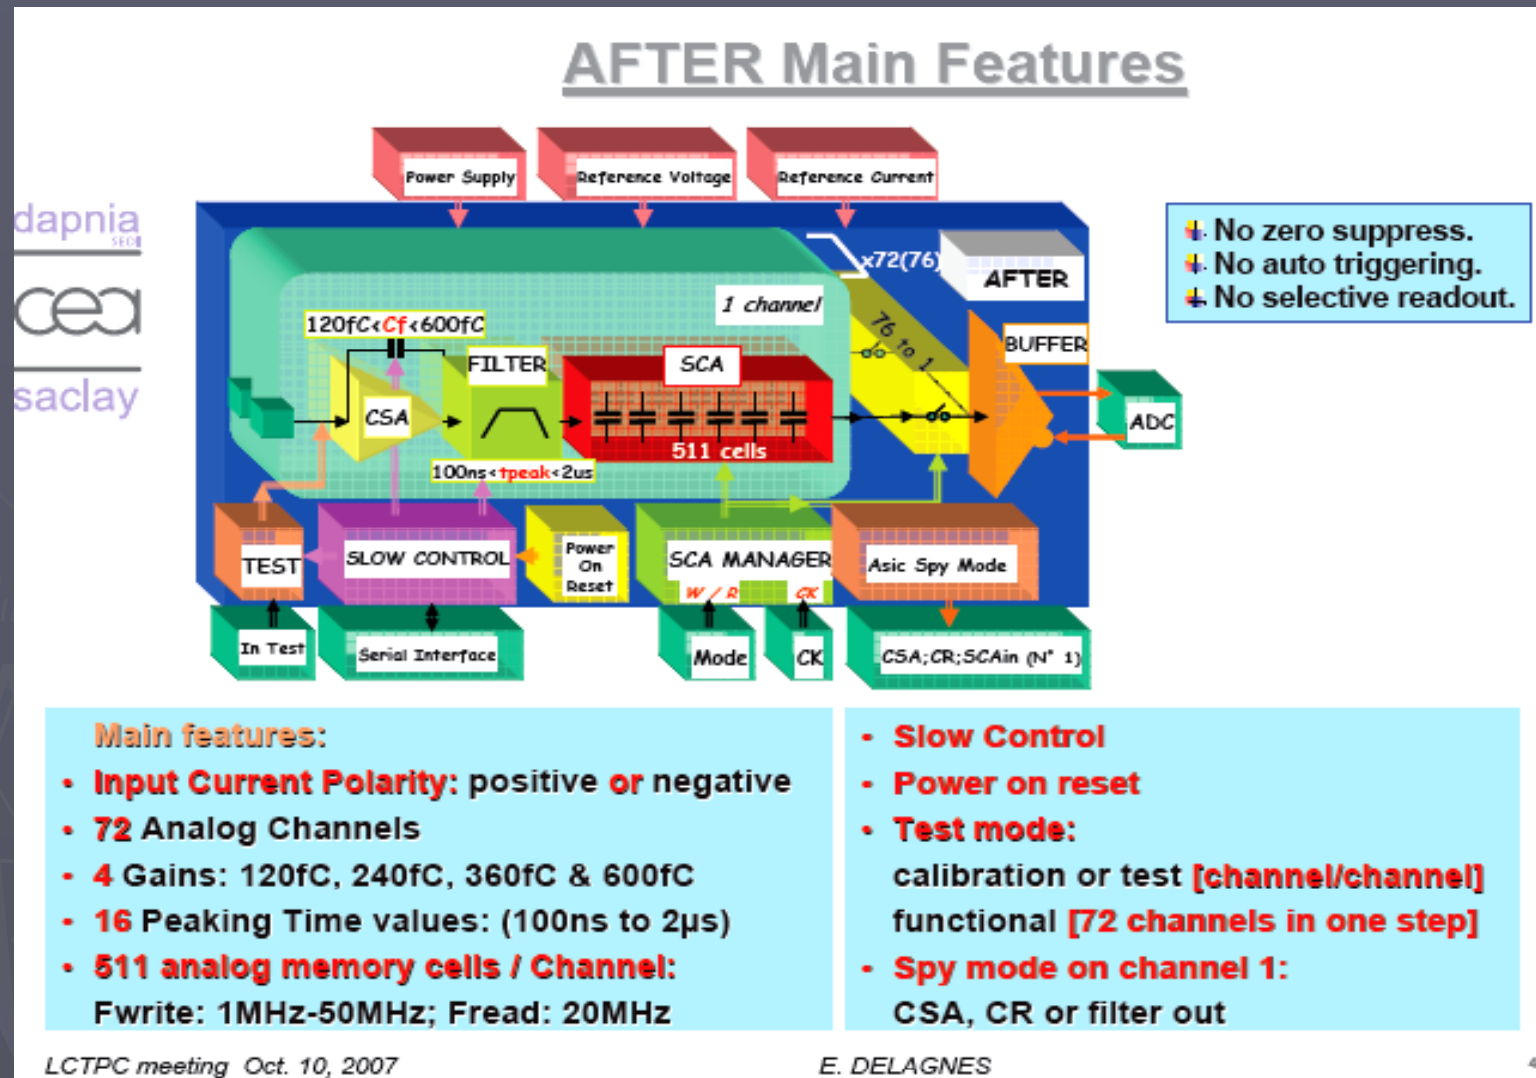 AFTER Main Features
dapnia
cea
saclay
Power Supply
Reference Voltage
Reference Current
No zero suppress.
No auto triggering.
No selective readout.
x72(76)
AFTER
1 channel
120fC<Cf<600fC
76 to 1
BUFFER
FILTER
SCA
CSA
ADC
511 cells
100ns<tpeak<2us
TEST
SLOW CONTROL
Power
On
Reset
SCA MANAGER
W / R
CK
Asic Spy Mode
In Test
Serial Interface
Mode
CK
CSA;CR;SCAin (N° 1)
Main features:
• Input Current Polarity: positive or negative
• 72 Analog Channels
• 4 Gains: 120fC, 240fC, 360fC & 600fC
• 16 Peaking Time values: (100ns to 2µs)
• 511 analog memory cells / Channel:
Fwrite: 1MHz-50MHz; Fread: 20MHz
• Slow Control
• Power on reset
• Test mode:
calibration or test [channel/channel]
functional [72 channels in one step]
• Spy mode on channel 1:
CSA, CR or filter out
LCTPC meeting Oct. 10, 2007
E. DELAGNES